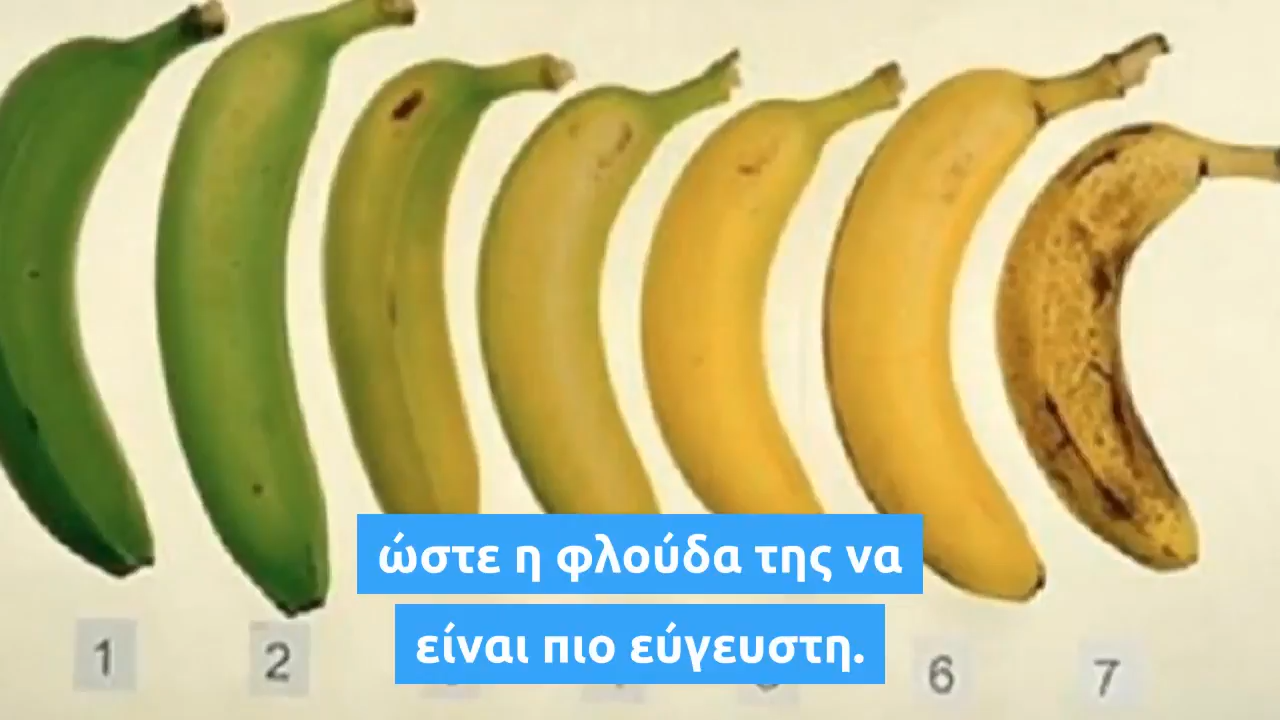 ώστε η φλούδα της να
είναι πιο εύγευστη.
1 2 6 7